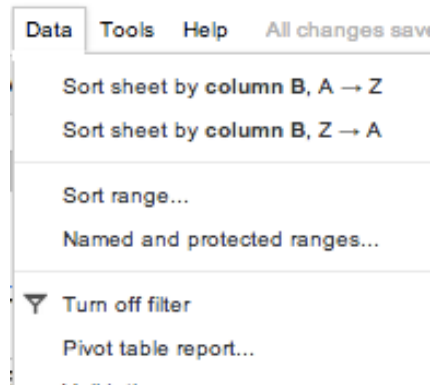 Data Tools Help All changes save
Sort sheet by column B, A → Z
Sort sheet by column B, Z → A
Sort range...
Named and protected ranges...
Turn off filter
Pivot table report...